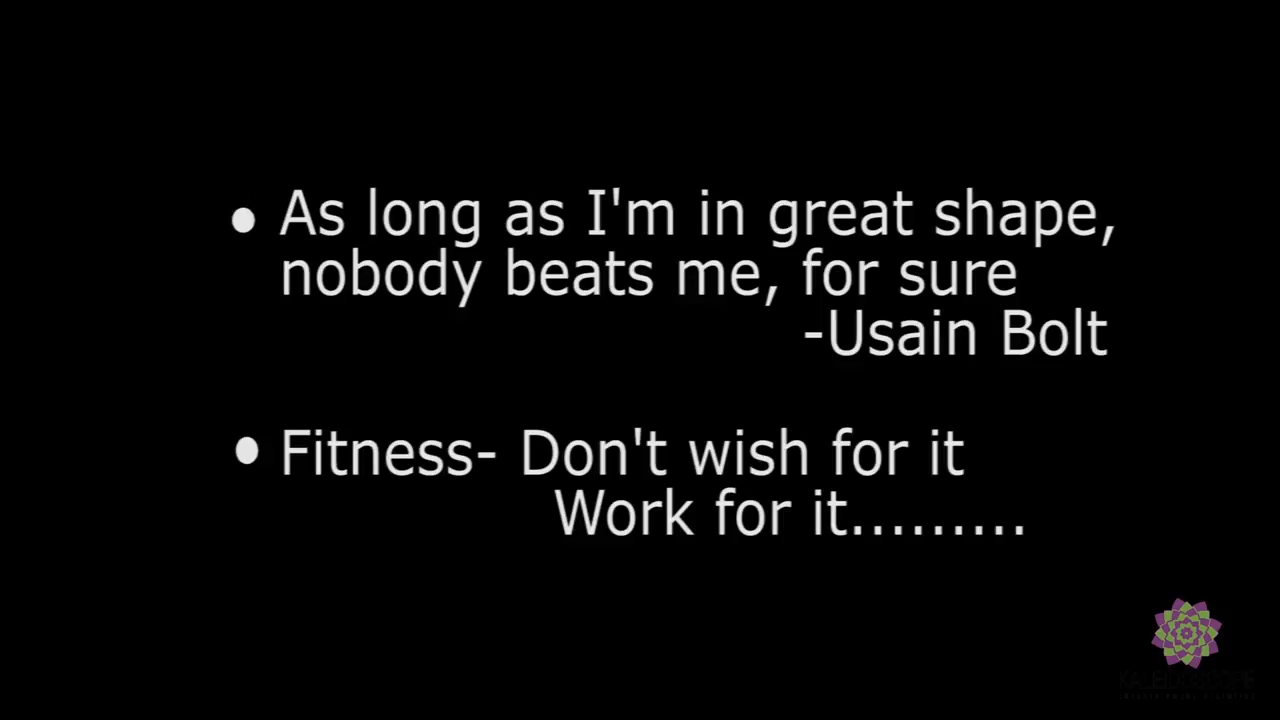 • As long as I'm in great shape,
nobody beats me, for sure
-Usain Bolt
• Fitness- Don't wish for it
Work for it.........
KALEIDOSCOPE